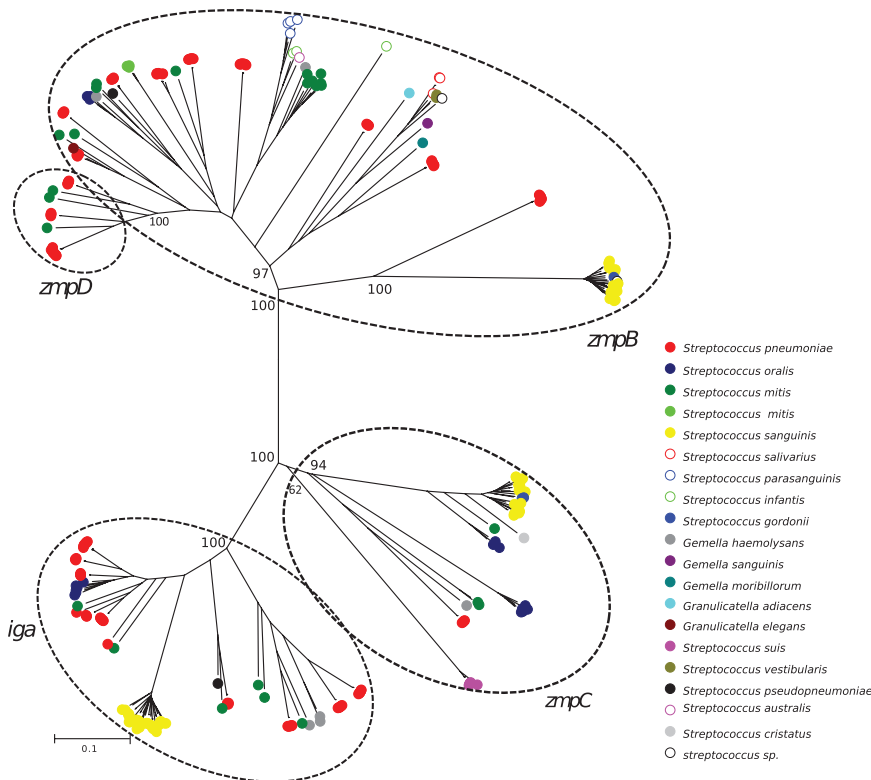 100
zmpD
97
100
100
zmpB
100
94
62
100
iga
zmpC
0.1
Streptococcus pneumoniae
Streptococcus oralis
Streptococcus mitis
Streptococcus  mitis
Streptococcus sanguinis
Streptococcus salivarius
Streptococcus parasanguinis
Streptococcus infantis
Streptococcus gordonii
Gemella haemolysans
Gemella sanguinis
Gemella moribillorum
Granulicatella adiacens
Granulicatella elegans
Streptococcus suis
Streptococcus vestibularis
Streptococcus pseudopneumoniae
Streptococcus australis
Streptococcus cristatus
streptococcus sp.